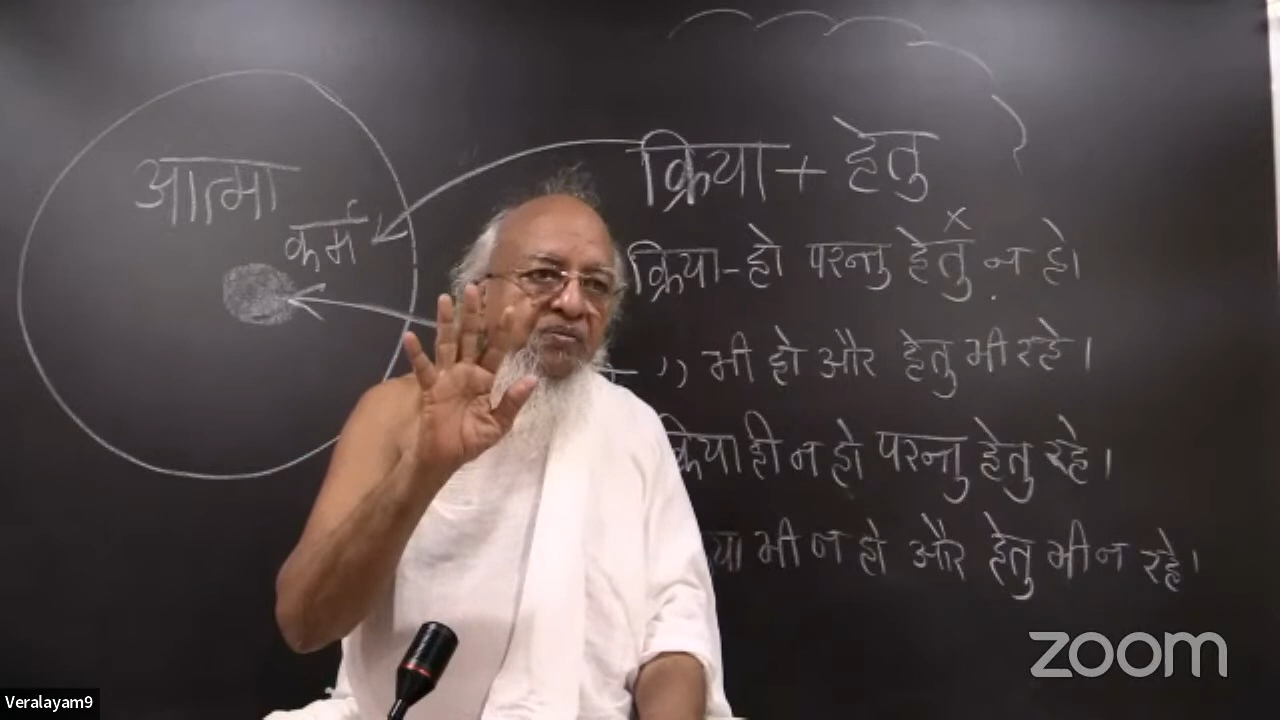 आत्मा
कर्म
क्रिया + हेतु
क्रिया - हो परन्तु हेतु न हो।
" भी हो और हेतु भी रहे।
क्रिया ही न हो परन्तु हेतु रहे।
भी न हो और हेतु भी न रहे।
zoom
Veralayam9